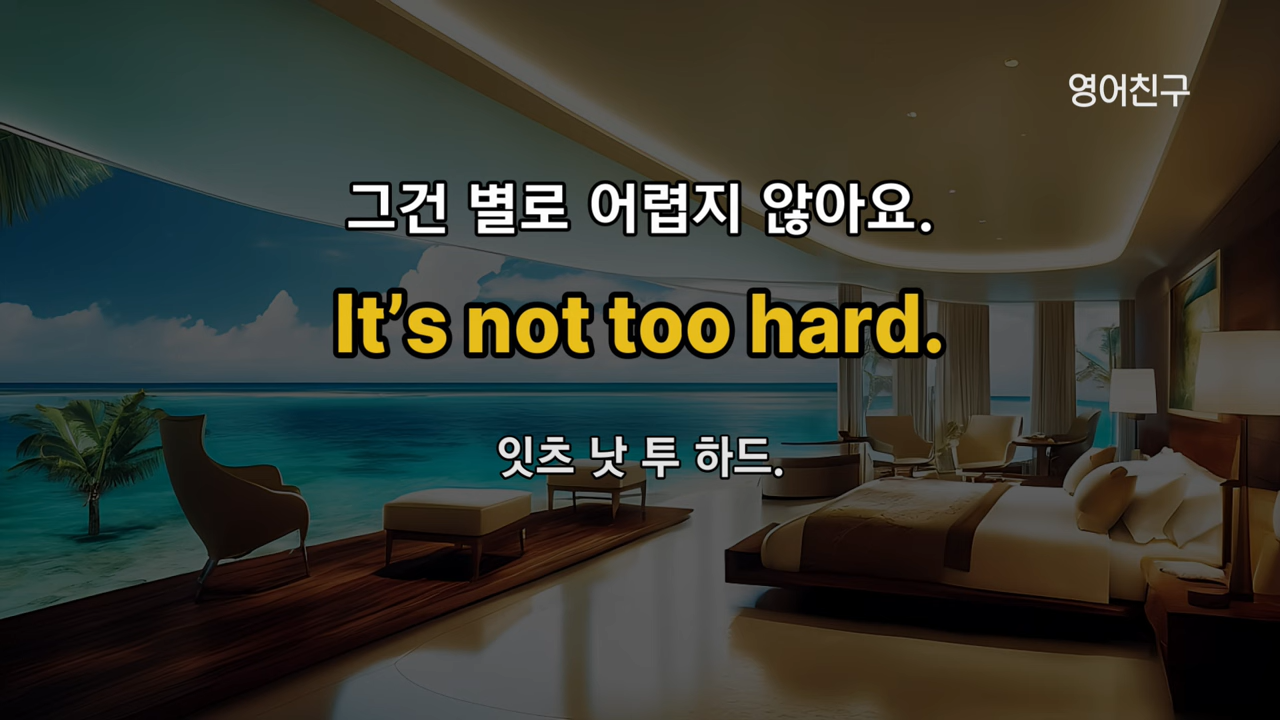 영어친구
그건 별로 어렵지 않아요.
It’s not too hard.
잇츠 낫 투 하드.